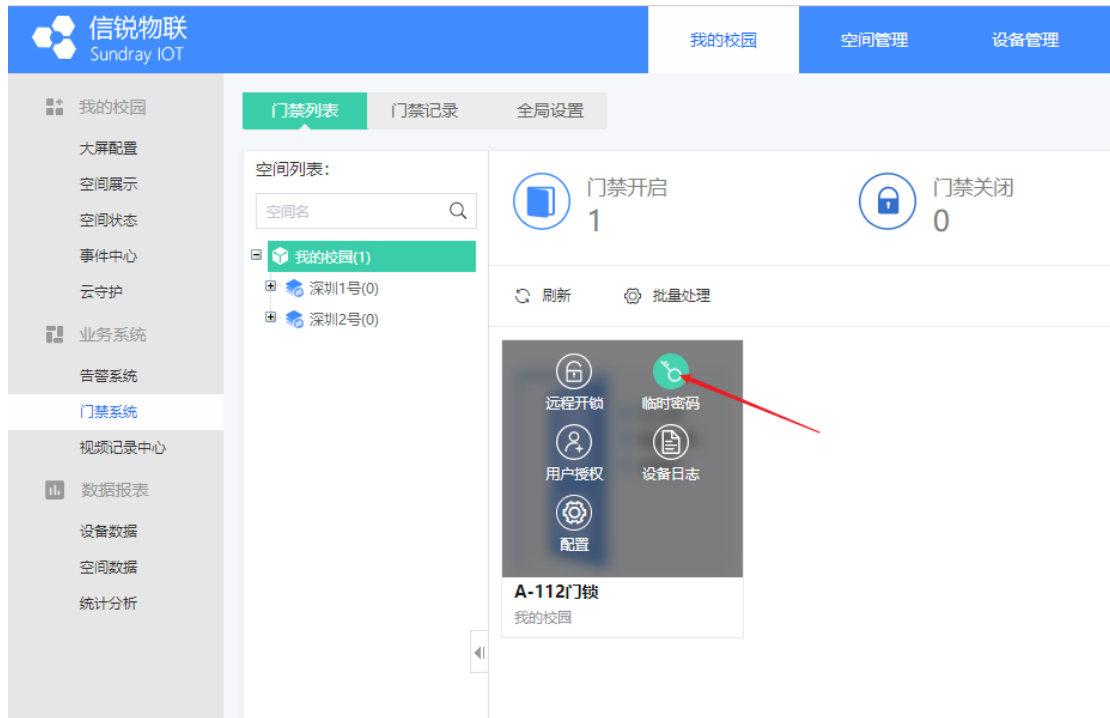 信锐物联
Sundray IOT
我的校园
空间管理
设备管理
我的校园
大屏配置
空间展示
空间状态
事件中心
云守护
业务系统
告警系统
门禁系统
视频记录中心
数据报表
设备数据
空间数据
统计分析
门禁列表
门禁记录
全局设置
空间列表:
空间名
我的校园(1)
深圳1号(0)
深圳2号(0)
门禁开启
1
门禁关闭
0
刷新
批量处理
远程开锁
临时密码
用户授权
设备日志
配置
A-112门锁
我的校园